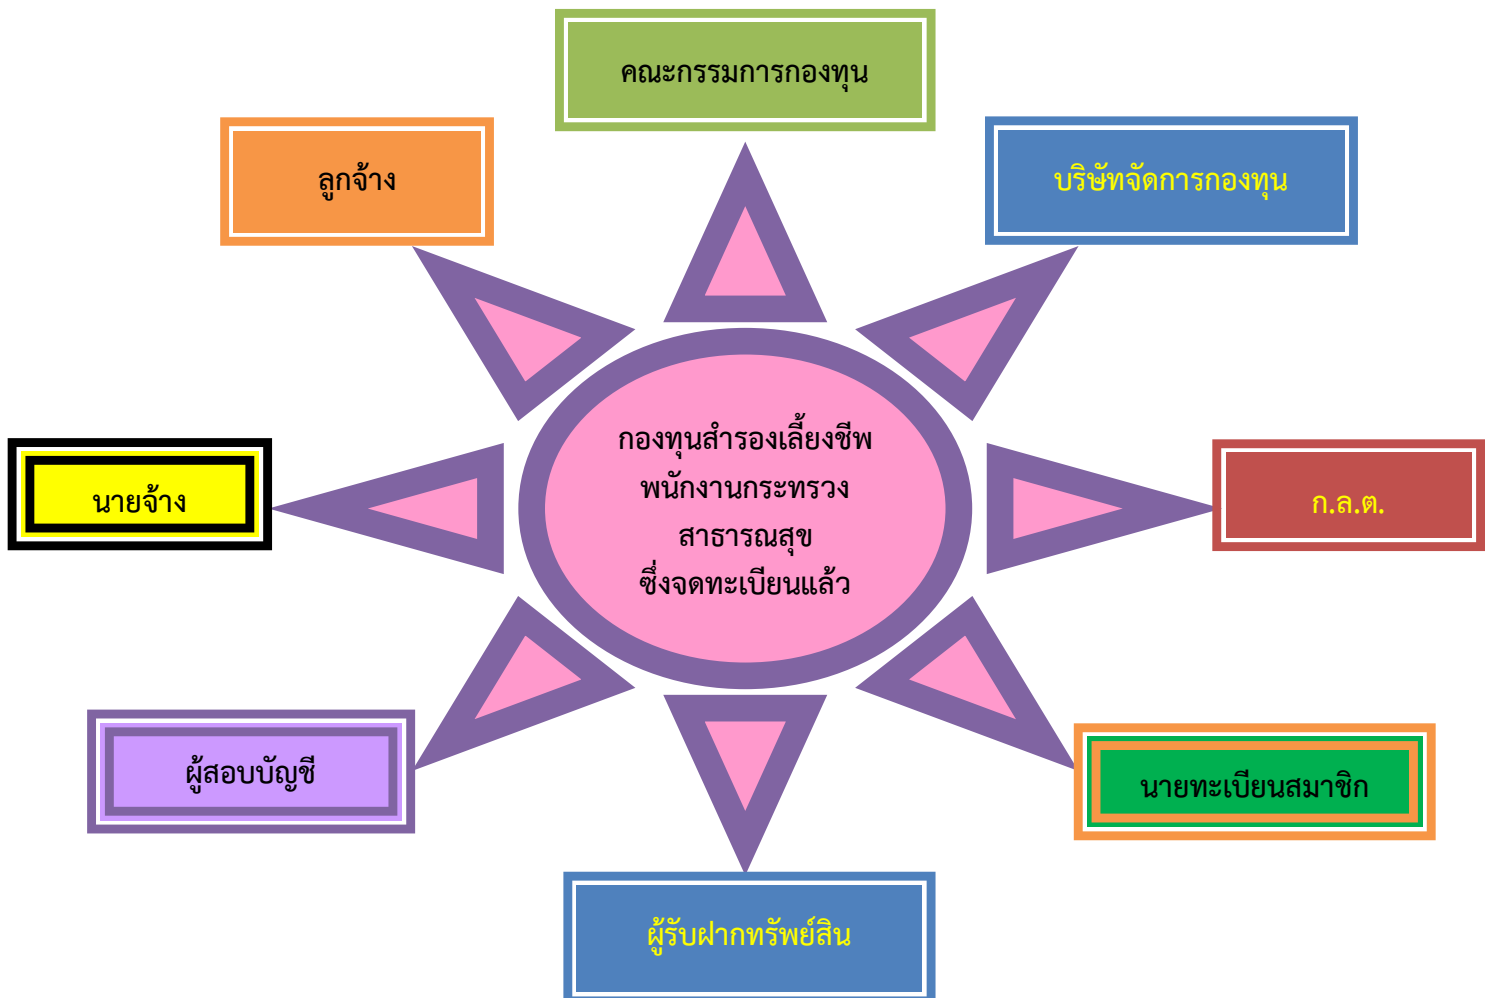 คณะกรรมการกองทุน
ลูกจ้าง
บริษัทจัดการกองทุน
กองทุนสำรองเลี้ยงชีพ
พนักงานกระทรวง
สาธารณสุข
ซึ่งจดทะเบียนแล้ว
นายจ้าง
ก.ล.ต.
ผู้สอบบัญชี
นายทะเบียนสมาชิก
ผู้รับฝากทรัพย์สิน